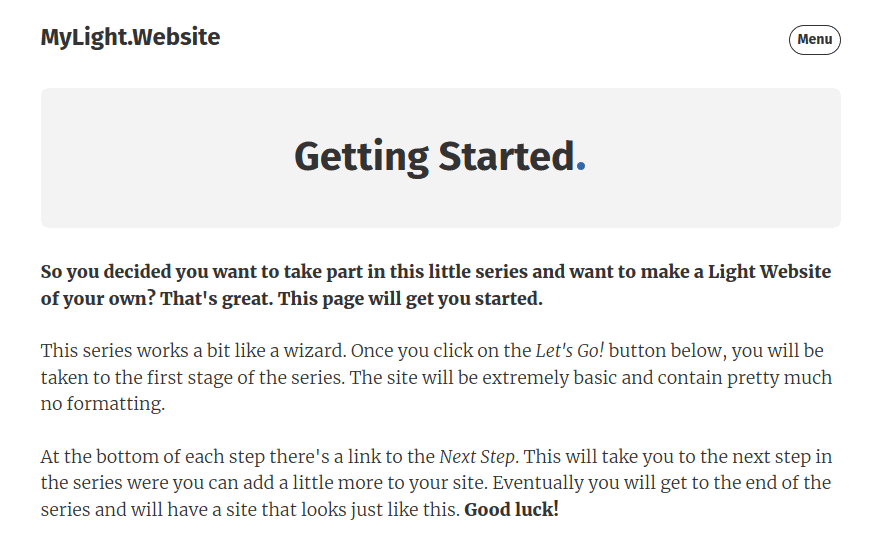 MyLight.Website
Menu
Getting Started.
So you decided you want to take part in this little series and want to make a Light Website
of your own? That's great. This page will get you started.
This series works a bit like a wizard. Once you click on the Let's Go! button below, you will be
taken to the first stage of the series. The site will be extremely basic and contain pretty much
no formatting.
At the bottom of each step there's a link to the Next Step. This will take you to the next step in
the series were you can add a little more to your site. Eventually you will get to the end of the
series and will have a site that looks just like this. Good luck!